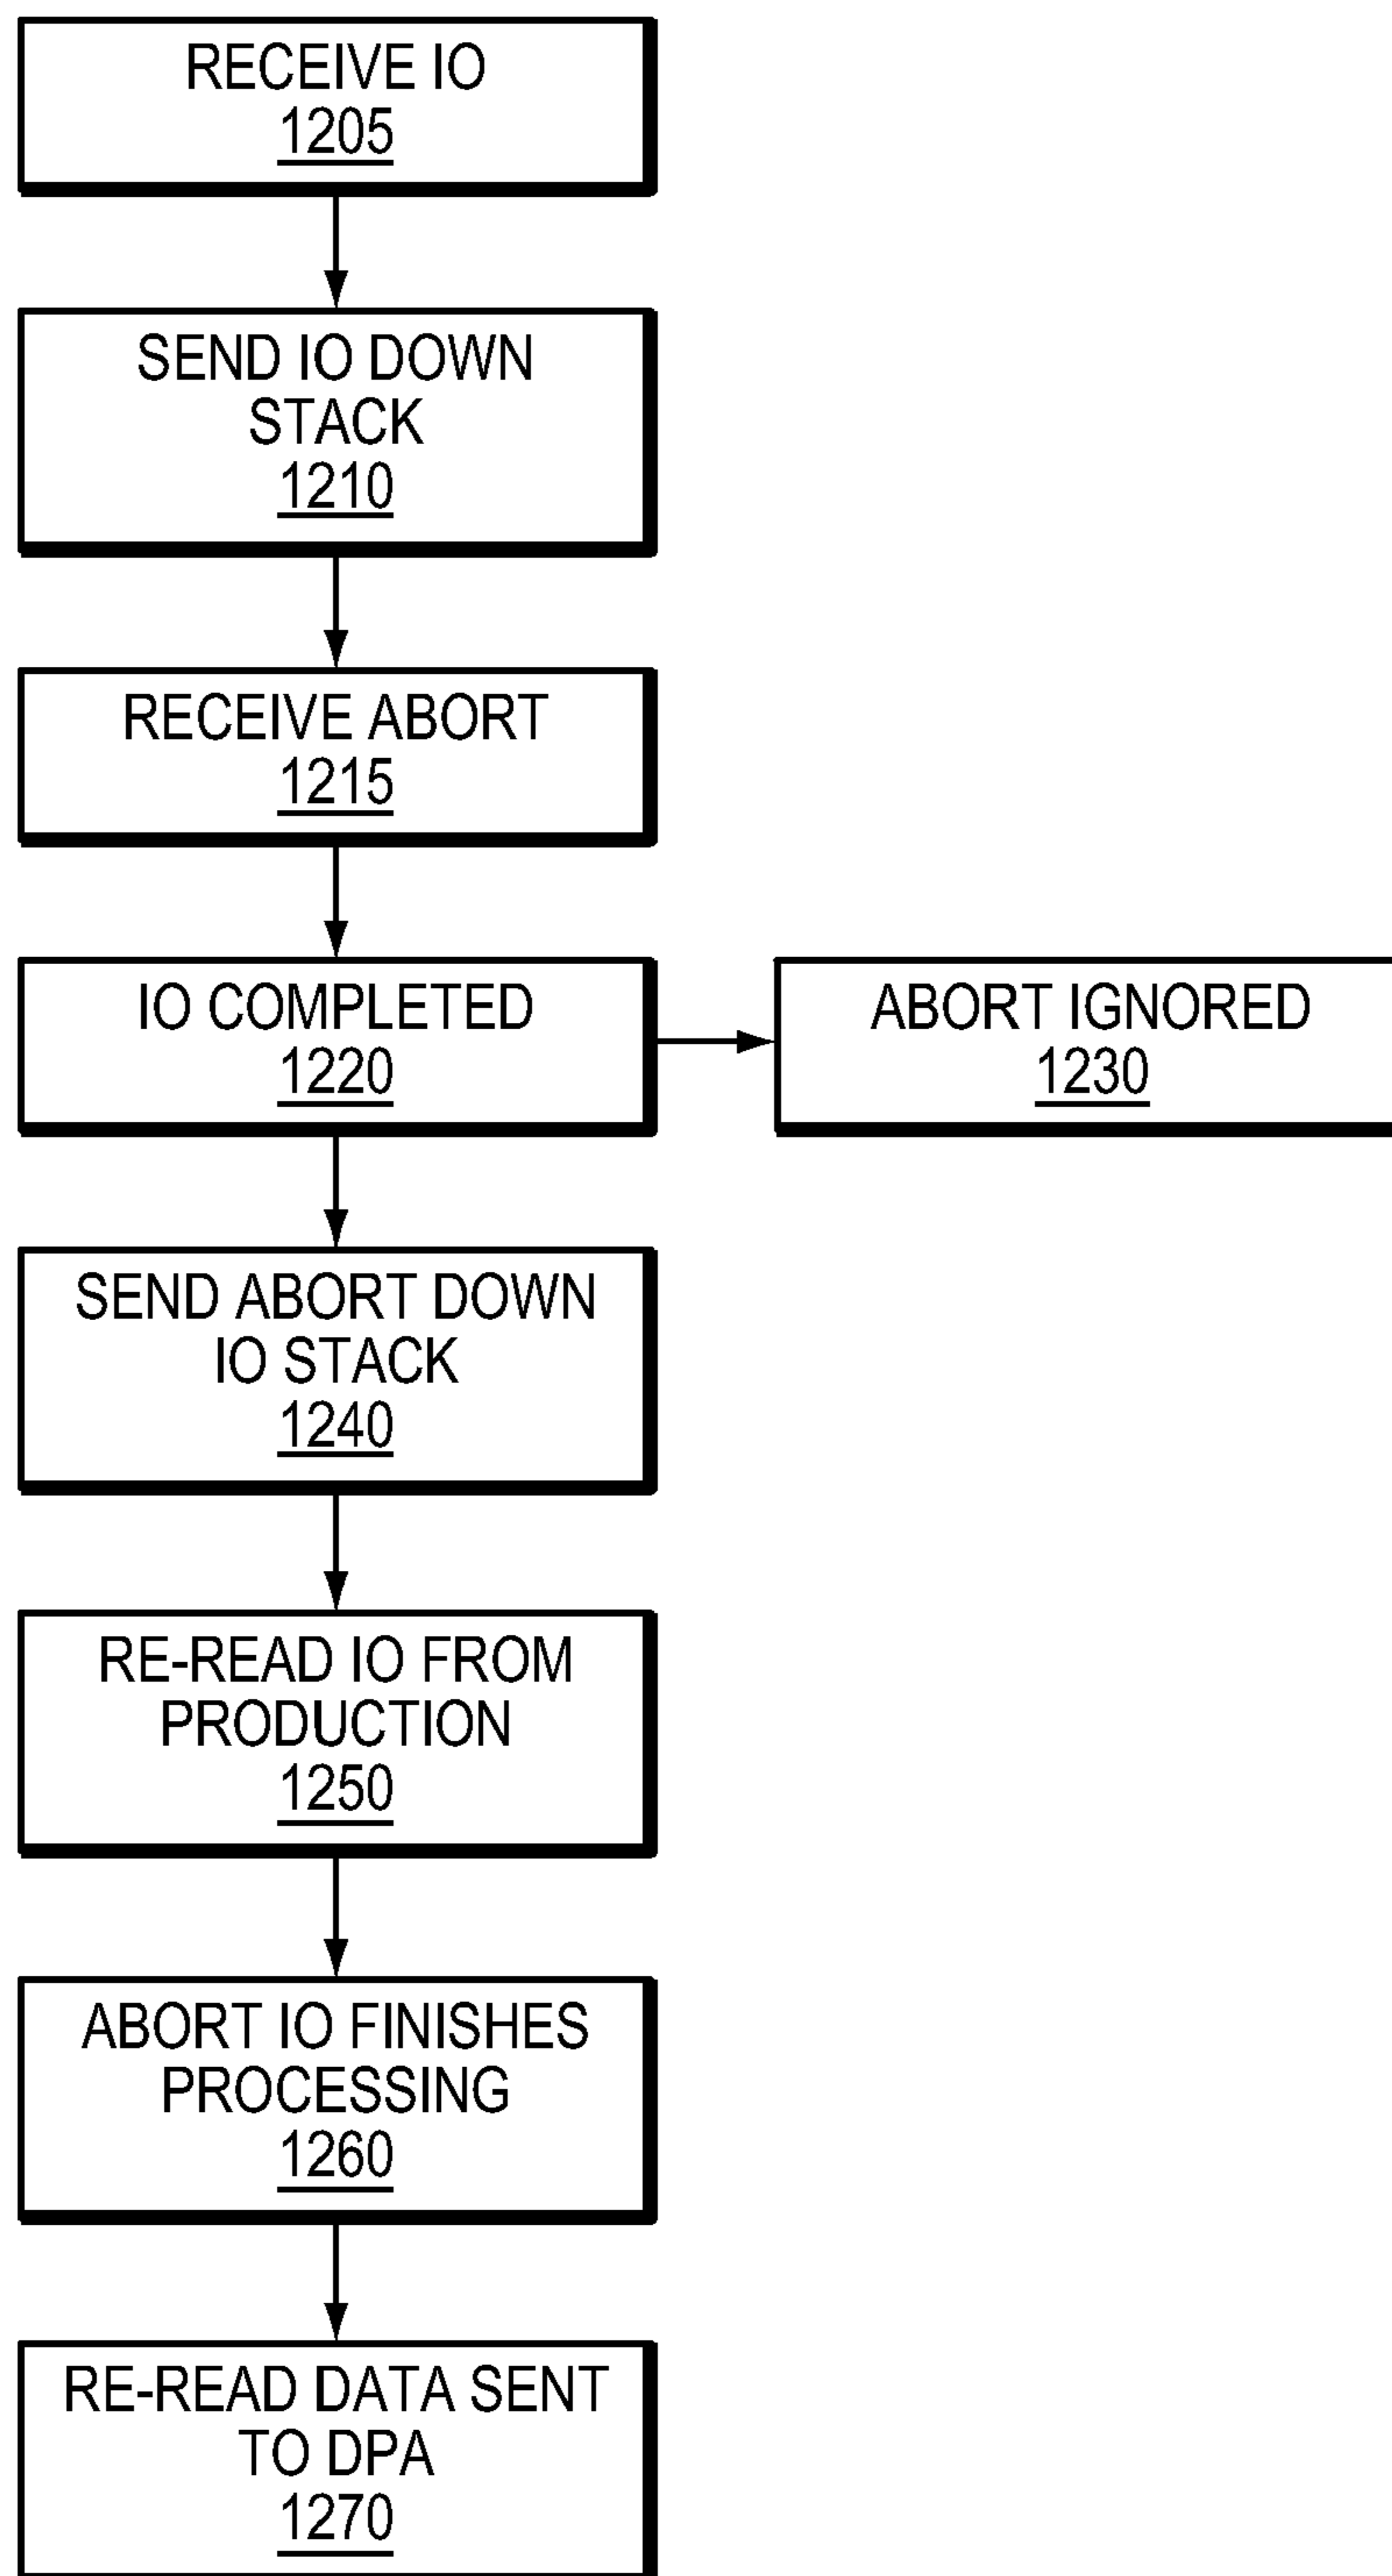 RECEIVE IO
1205
SEND IO DOWN
STACK
1210
RECEIVE ABORT
1215
IO COMPLETED
1220
ABORT IGNORED
1230
SEND ABORT DOWN
IO STACK
1240
RE-READ IO FROM
PRODUCTION
1250
ABORT IO FINISHES
PROCESSING
1260
RE-READ DATA SENT
TO DPA
1270